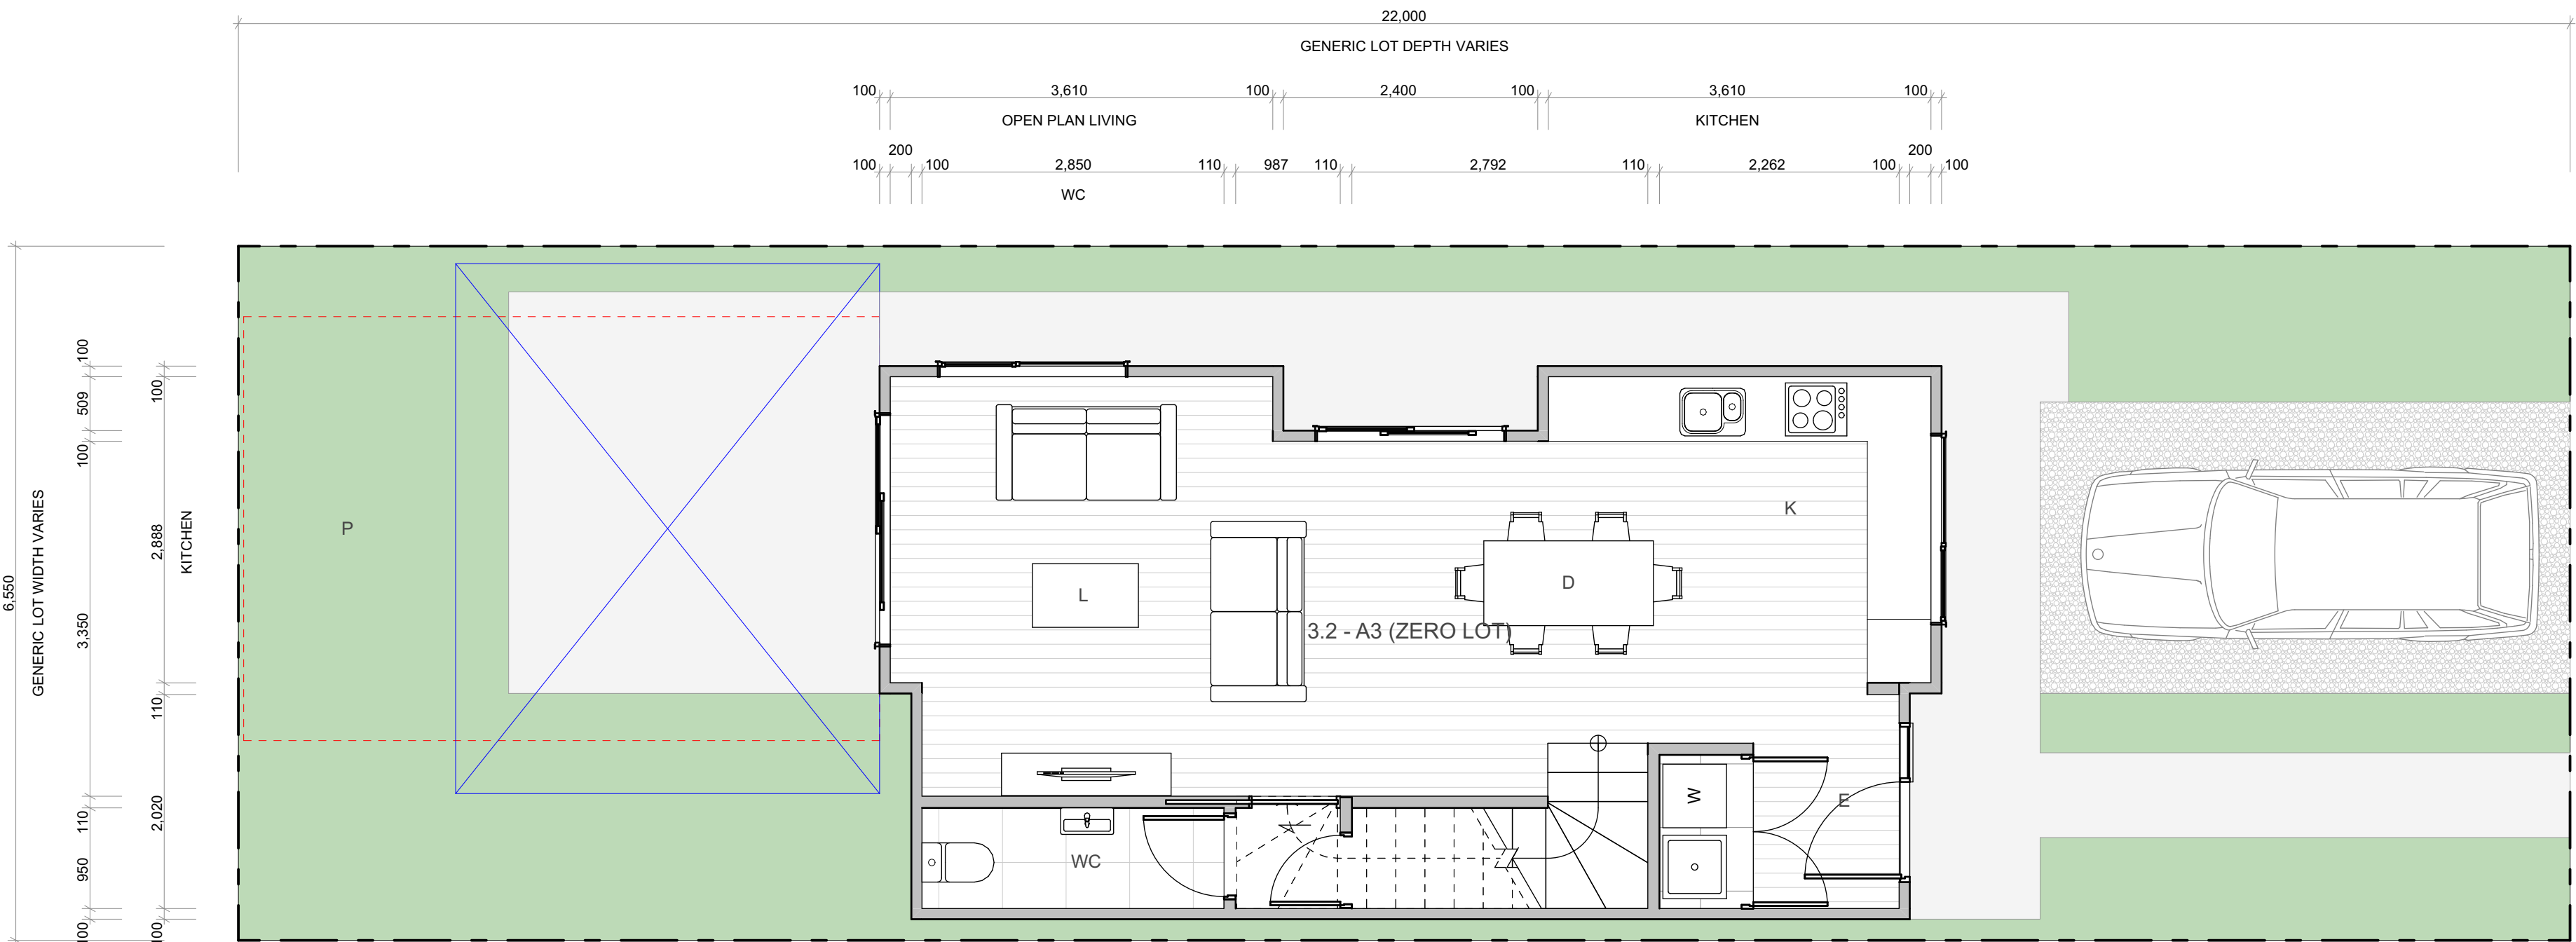 22,000
GENERIC LOT DEPTH VARIES
100 3,610 100 2,400 100 3,610 100
OPEN PLAN LIVING KITCHEN
200 200
100 100 2,850 110 987 110 2,792 110 2,262 100 100
WC
6,550
GENERIC LOT WIDTH VARIES
100 509 100 3,350 110 950 100
100 2,888 110 2,020 100
KITCHEN
P
K
L
D
3.2 - A3 (ZERO LOT)
W
E
WC